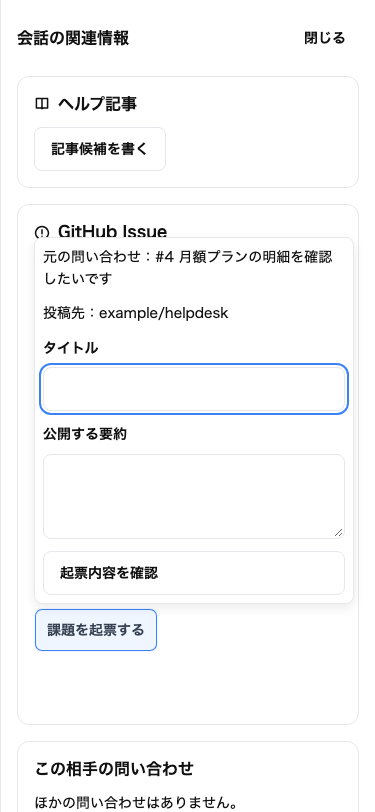 会話の関連情報
閉じる
ヘルプ記事
記事候補を書く
GitHub Issue
元の問い合わせ：#4 月額プランの明細を確認
したいです
投稿先：example/helpdesk
タイトル
公開する要約
起票内容を確認
課題を起票する
この相手の問い合わせ
ほかの問い合わせはありません。